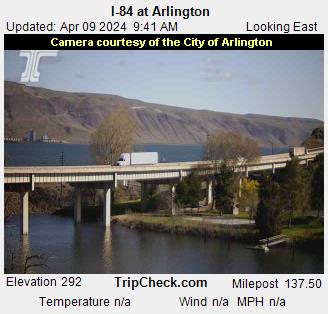 I-84 at Arlington
Updated: Apr 09 2024 9:41 AM Looking East
Camera courtesy of the City of Arlington
Elevation 292 TripCheck.com Milepost 137.50
Temperature n/a Wind n/a MPH n/a